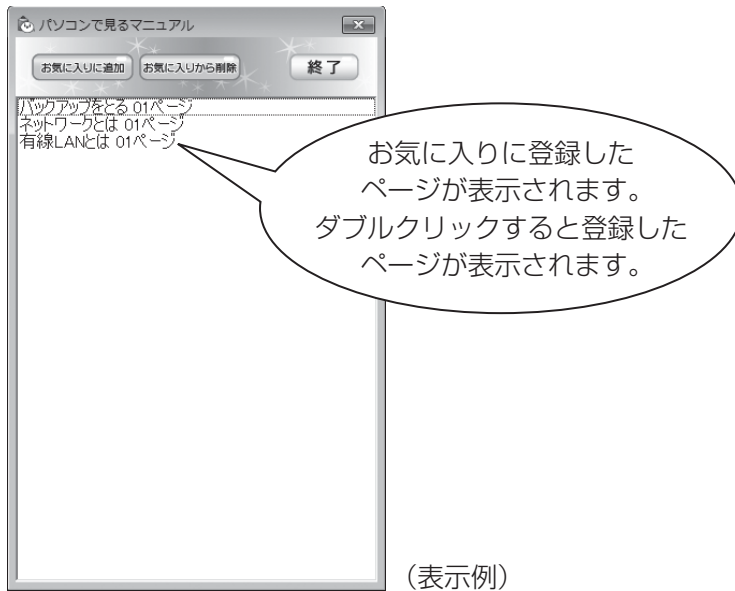 パソコンで見るマニュアル
お気に入りに追加 お気に入りから削除 終了
バックアップをとる 01ページ
ネットワークとは 01ページ
有線LANとは 01ページ
お気に入りに登録した
ページが表示されます。
ダブルクリックすると登録した
ページが表示されます。
（表示例）